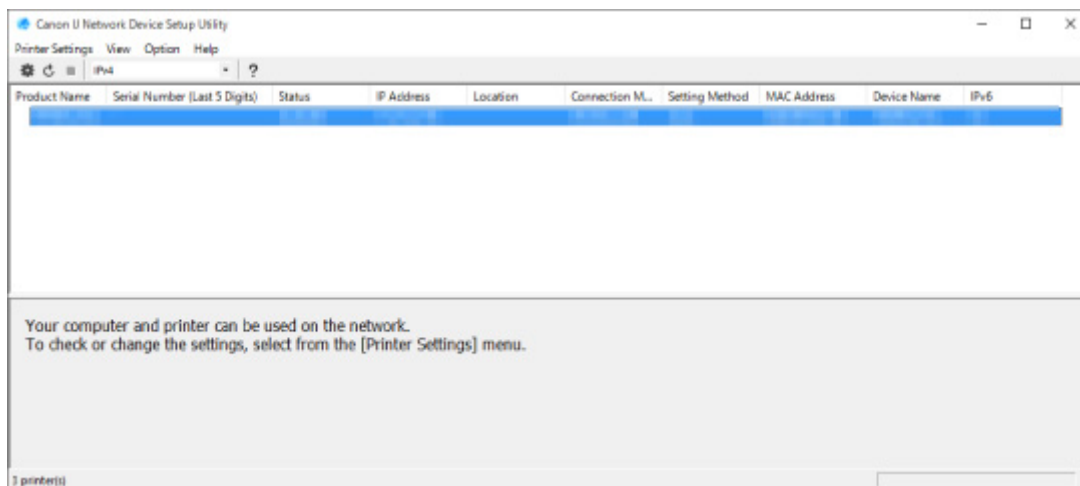 Canon IJ Network Device Setup Utility
Printer Settings View Option Help
IPv4 ?
Product Name Serial Number (Last 5 Digits) Status IP Address Location Connection M... Setting Method MAC Address Device Name IPv6
Your computer and printer can be used on the network.
To check or change the settings, select from the [Printer Settings] menu.
printer(s)